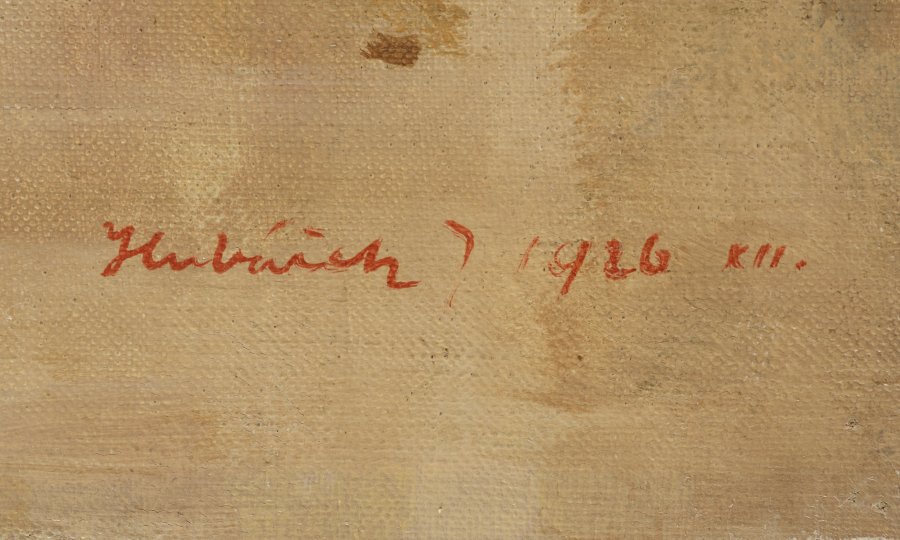 Hubáček J 1926 XII.